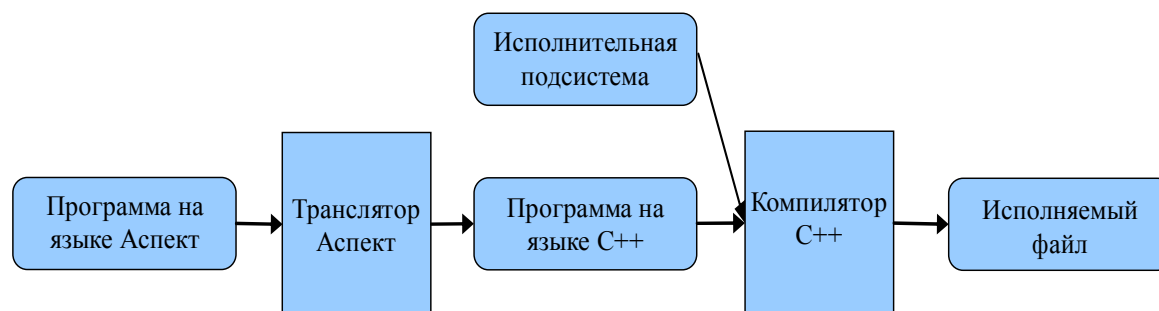 Исполнительная
подсистема
Программа на
языке Аспект
Транслятор
Аспект
Программа на
языке C++
Компилятор
C++
Исполняемый
файл